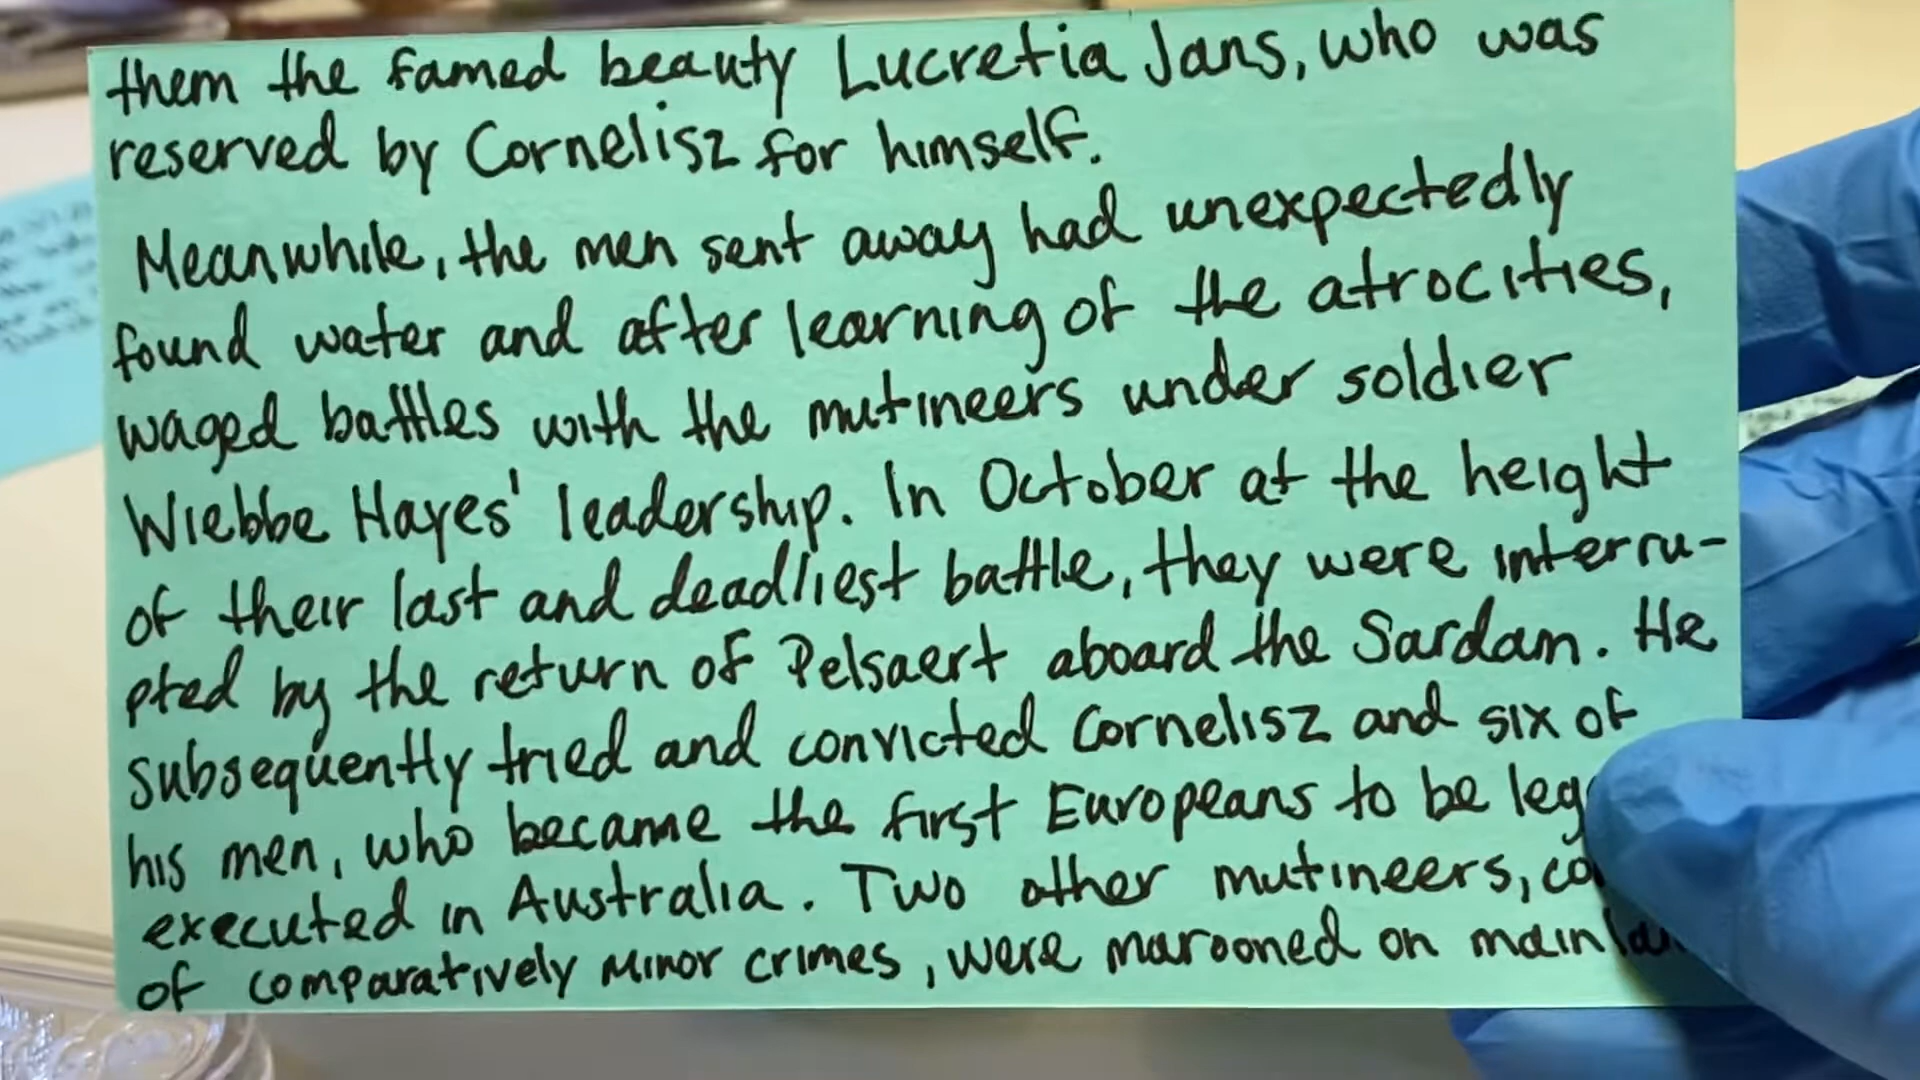 them the famed beauty Lucretia Jans, who was
reserved by Cornelisz for himself.
Meanwhile, the men sent away had unexpectedly
found water and after learning of the atrocities,
waged battles with the mutineers under soldier
Wiebbe Hayes' leadership. In October at the height
of their last and deadliest battle, they were interru-
pted by the return of Pelsaert aboard the Sardam. He
subsequently tried and convicted Cornelisz and six of
his men, who became the first Europeans to be
executed in Australia. Two other mutineers,
of comparatively minor crimes, were marooned on